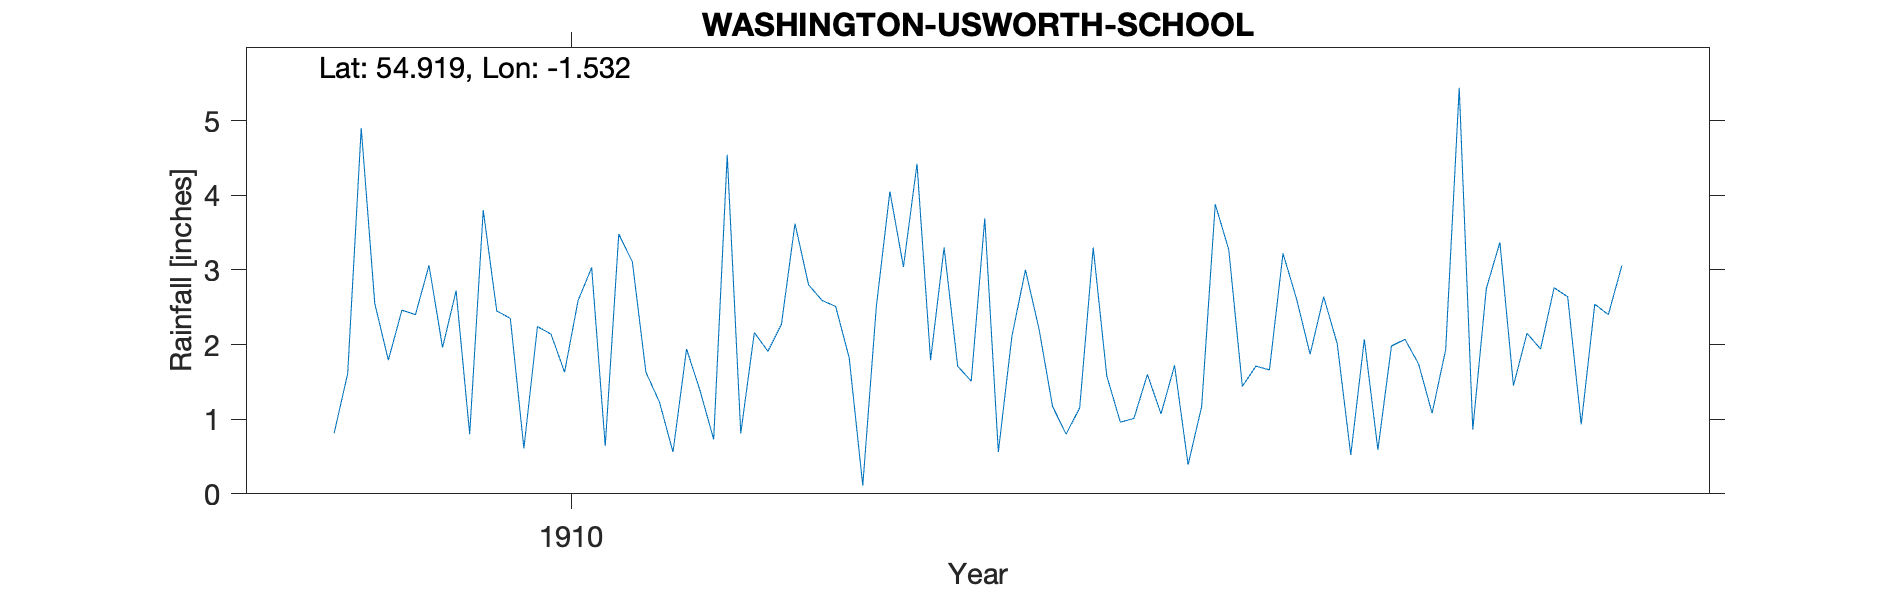 WASHINGTON-USWORTH-SCHOOL
Lat: 54.919, Lon: -1.532
Rainfall [inches]
5
4
3
2
1
0
1910
Year